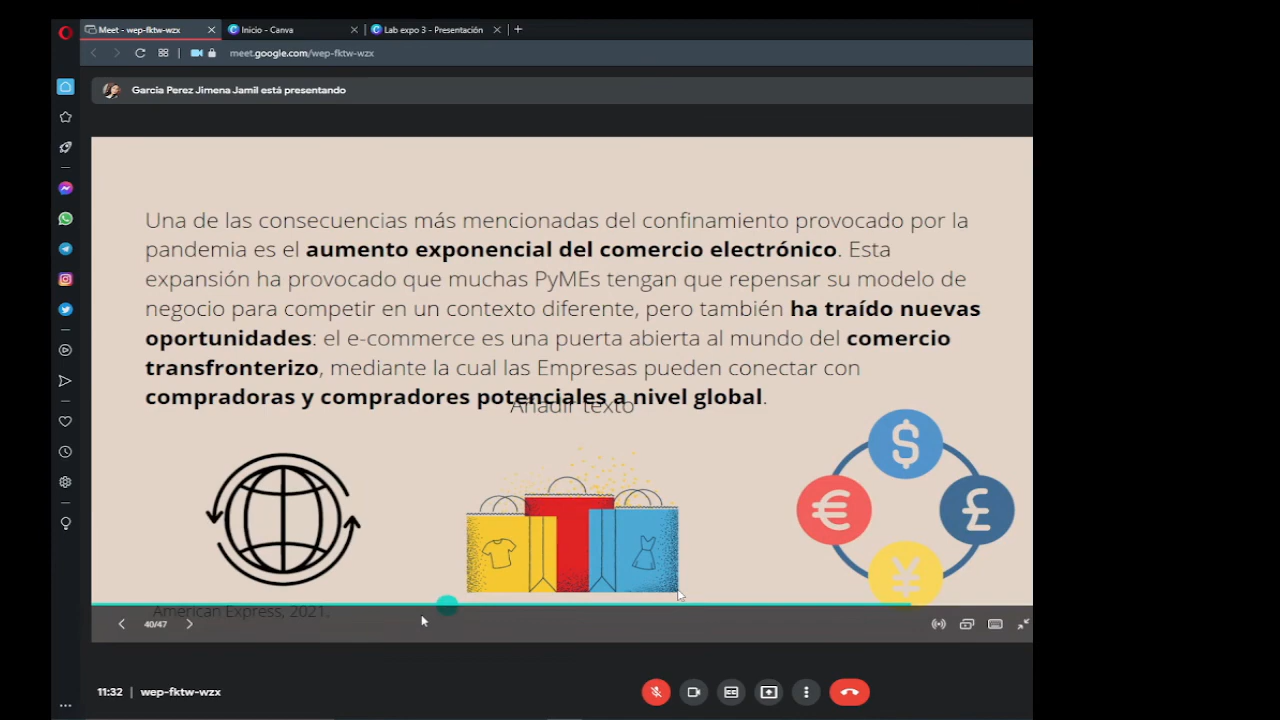 Meet - wep-fktw-wzx
Inicio - Canva
Lab expo 3 - Presentación
meet.google.com/wep-fktw-wzx
Garcia Perez Jimena Jamil está presentando
Una de las consecuencias más mencionadas del confinamiento provocado por la
pandemia es el aumento exponencial del comercio electrónico. Esta
expansión ha provocado que muchas PyMEs tengan que repensar su modelo de
negocio para competir en un contexto diferente, pero también ha traído nuevas
oportunidades: el e-commerce es una puerta abierta al mundo del comercio
transfronterizo, mediante la cual las Empresas pueden conectar con
compradoras y compradores potenciales a nivel global.
Añadir texto
$
€
£
¥
American Express, 2021.
40/47
11:32 | wep-fktw-wzx